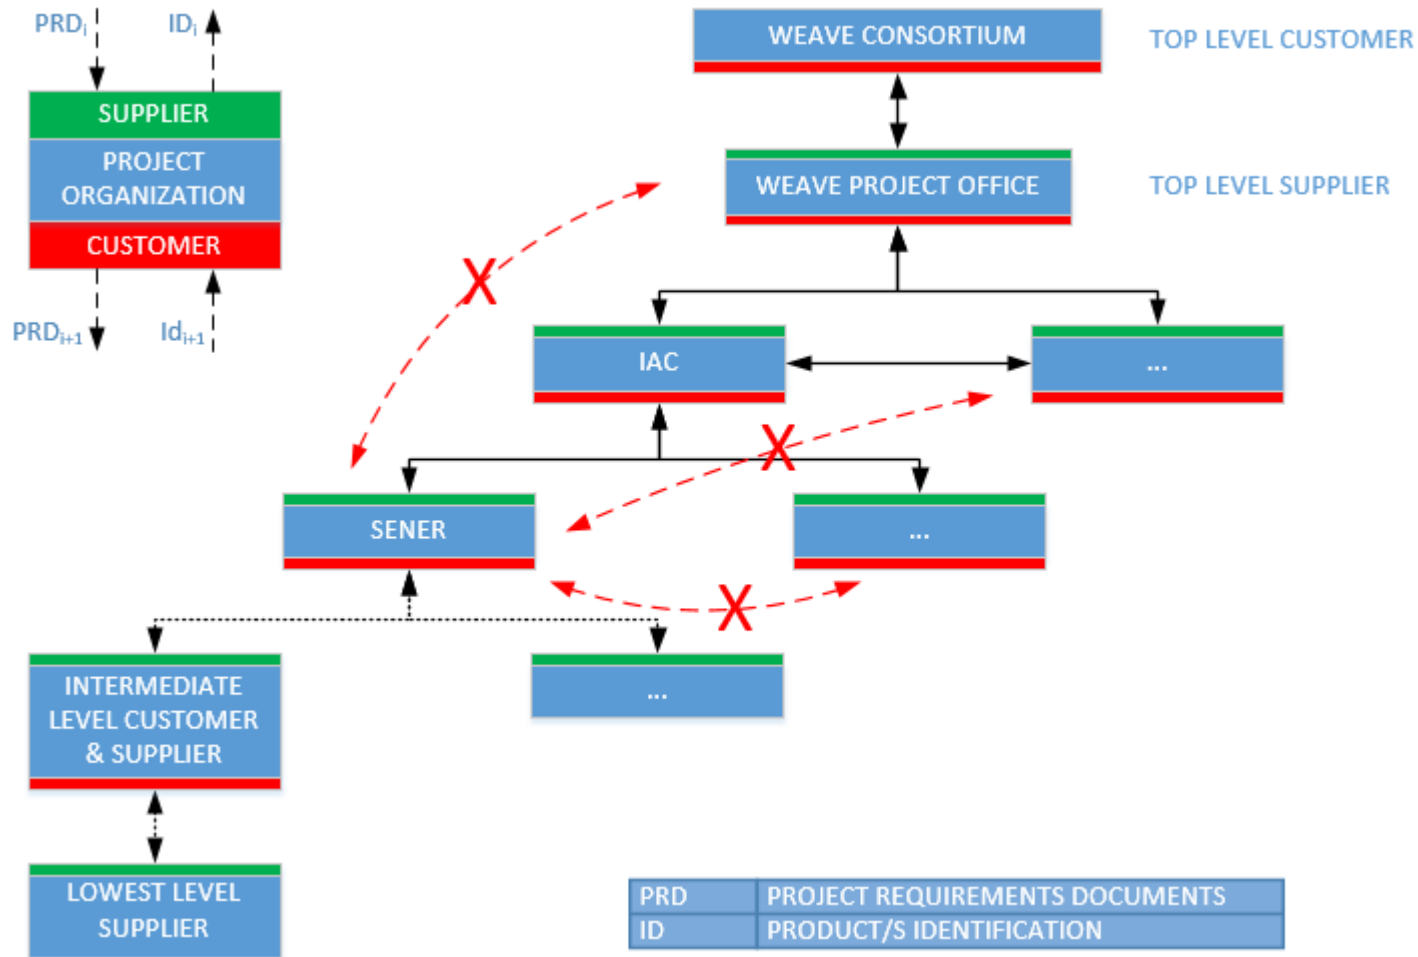 PRDi
IDi
SUPPLIER
PROJECT
ORGANIZATION
CUSTOMER
PRDi+1
Idi+1
WEAVE CONSORTIUM
TOP LEVEL CUSTOMER
WEAVE PROJECT OFFICE
TOP LEVEL SUPPLIER
X
IAC
...
X
SENER
...
X
INTERMEDIATE
LEVEL CUSTOMER
& SUPPLIER
...
LOWEST LEVEL
SUPPLIER
PRD PROJECT REQUIREMENTS DOCUMENTS
ID PRODUCT/S IDENTIFICATION